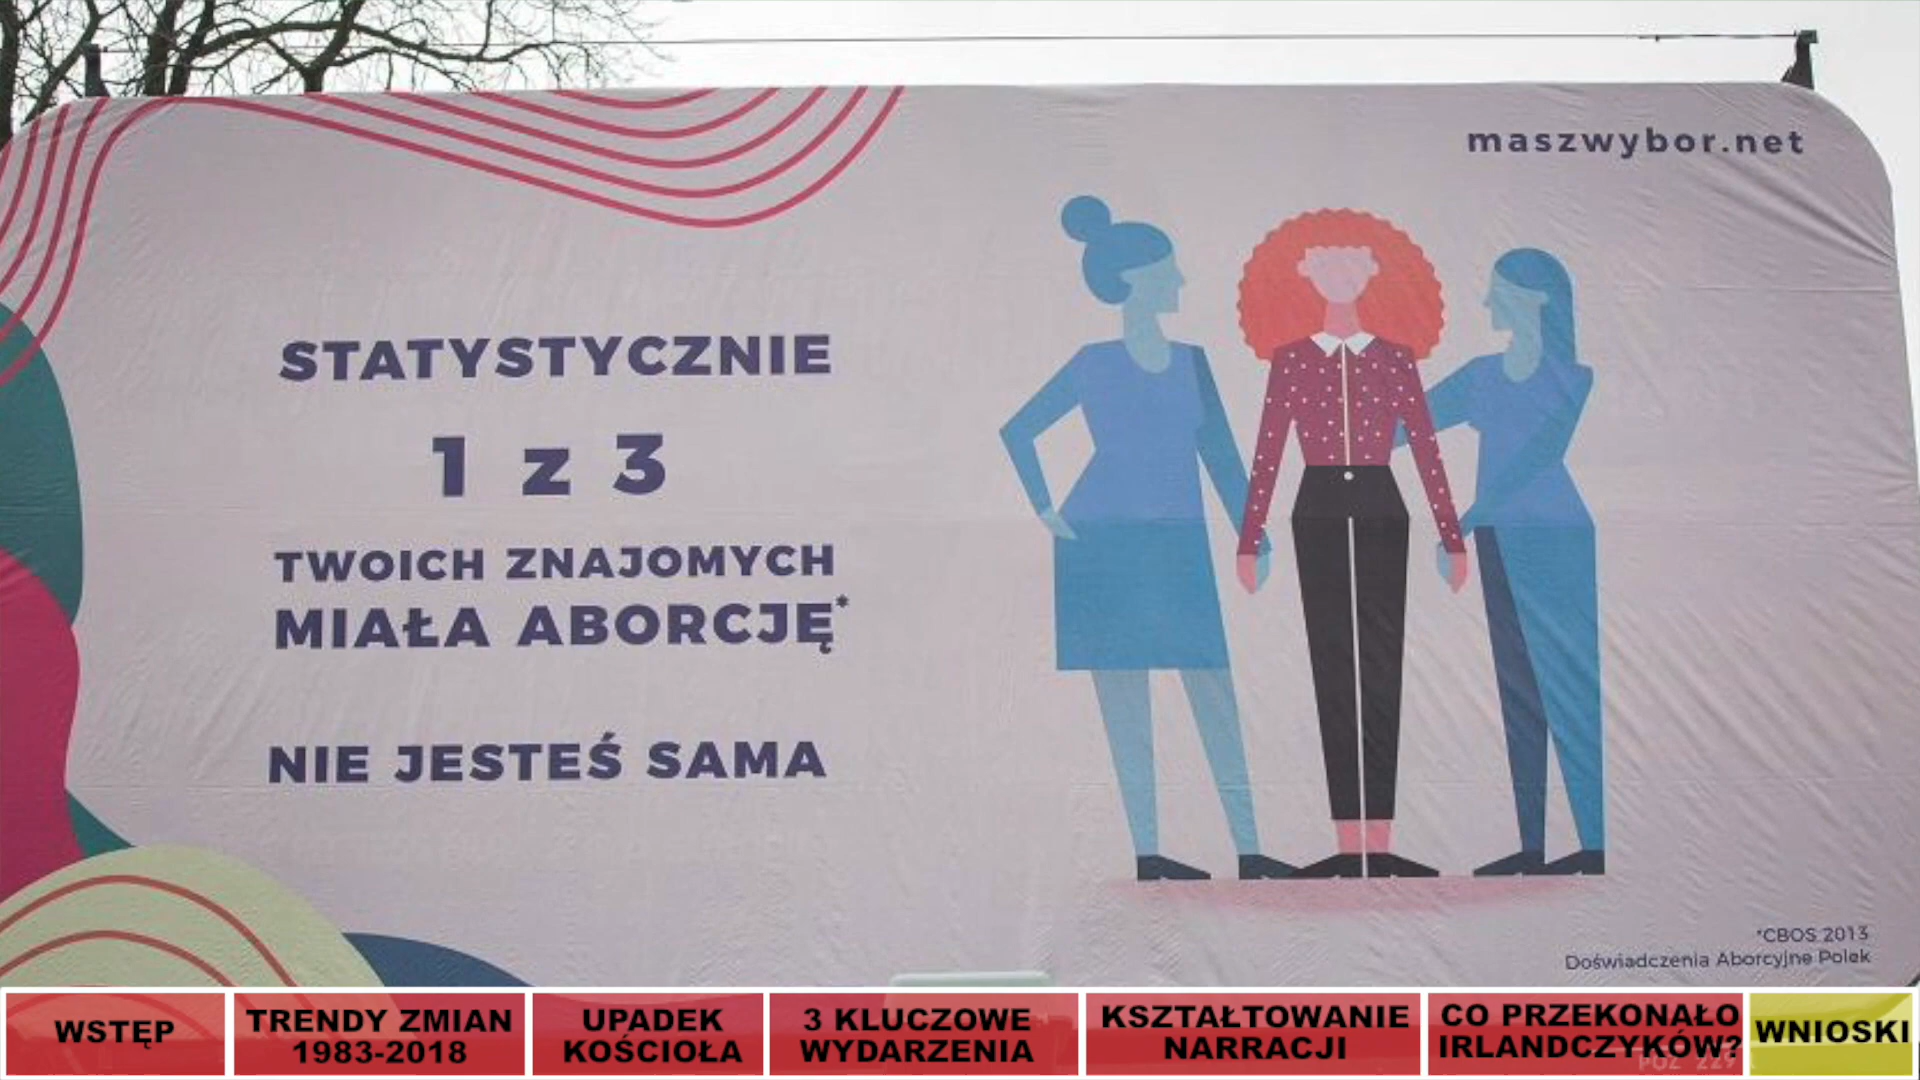 maszwybor.net
STATYSTYCZNIE
1 z 3
TWOICH ZNAJOMYCH
MIAŁA ABORCJĘ*
NIE JESTEŚ SAMA
*CBOS 2013
Doświadczenia Aborcyjne Polek
WSTĘP
TRENDY ZMIAN
1983-2018
UPADEK
KOŚCIOŁA
3 KLUCZOWE
WYDARZENIA
KSZTAŁTOWANIE
NARRACJI
CO PRZEKONAŁO
IRLANDCZYKÓW?
WNIOSKI